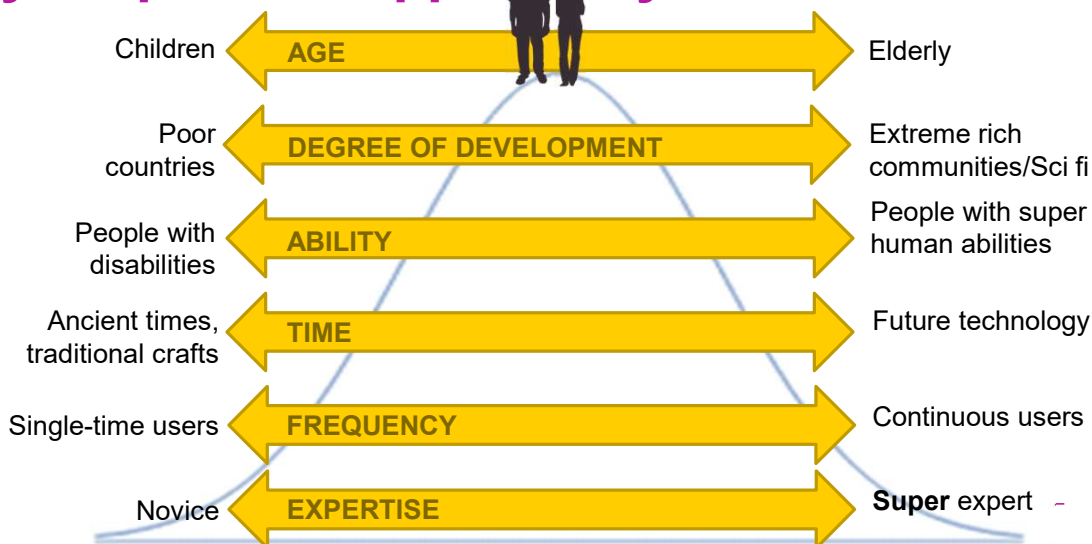 Children
AGE
Elderly
Poor
countries
DEGREE OF DEVELOPMENT
Extreme rich
communities/Sci fi
People with
disabilities
ABILITY
People with super
human abilities
Ancient times,
traditional crafts
TIME
Future technology
Single-time users
FREQUENCY
Continuous users
Novice
EXPERTISE
Super expert